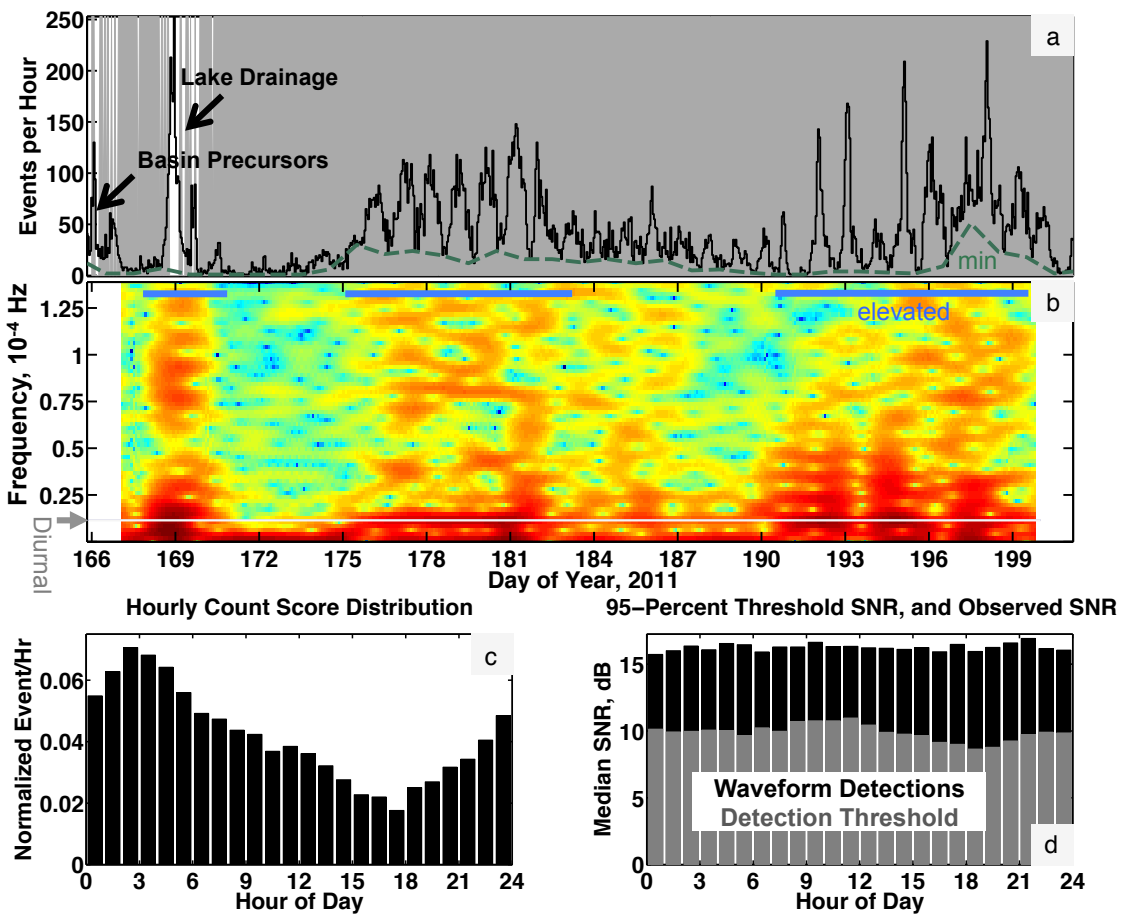 a
Events per Hour
250
200
150
100
50
0
Lake Drainage
Basin Precursors
min
b
elevated
Frequency, 10⁻⁴ Hz
1.25
1
0.75
0.5
0.25
Diurnal
166 169 172 175 178 181 184 187 190 193 196 199
Day of Year, 2011
Hourly Count Score Distribution
c
Normalized Event/Hr
0.06
0.04
0.02
0
0 3 6 9 12 15 18 21 24
Hour of Day
95−Percent Threshold SNR, and Observed SNR
Median SNR, dB
15
10
5
0
Waveform Detections
Detection Threshold
d
0 3 6 9 12 15 18 21 24
Hour of Day